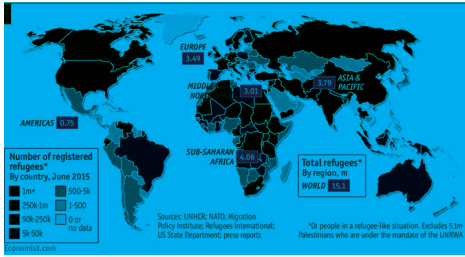 EUROPE
3.49
MIDDLE
3.01
ASIA &
PACIFIC
3.79
AMERICAS 0.75
SUB-SAHARAN
AFRICA
4.06
Number of registered
refugees*
By country, June 2015
1m+
250k-1m
50k-250k
5k-50k
500-5k
1-500
0 or
no data
Total refugees*
By region, m
WORLD 15.1
Sources: UNHCR; NATO; Migration
Policy Institute; Refugees International;
US State Department; press reports
*Or people in a refugee-like situation. Excludes 5.1m
Palestinians who are under the mandate of the UNRWA
Economist.com